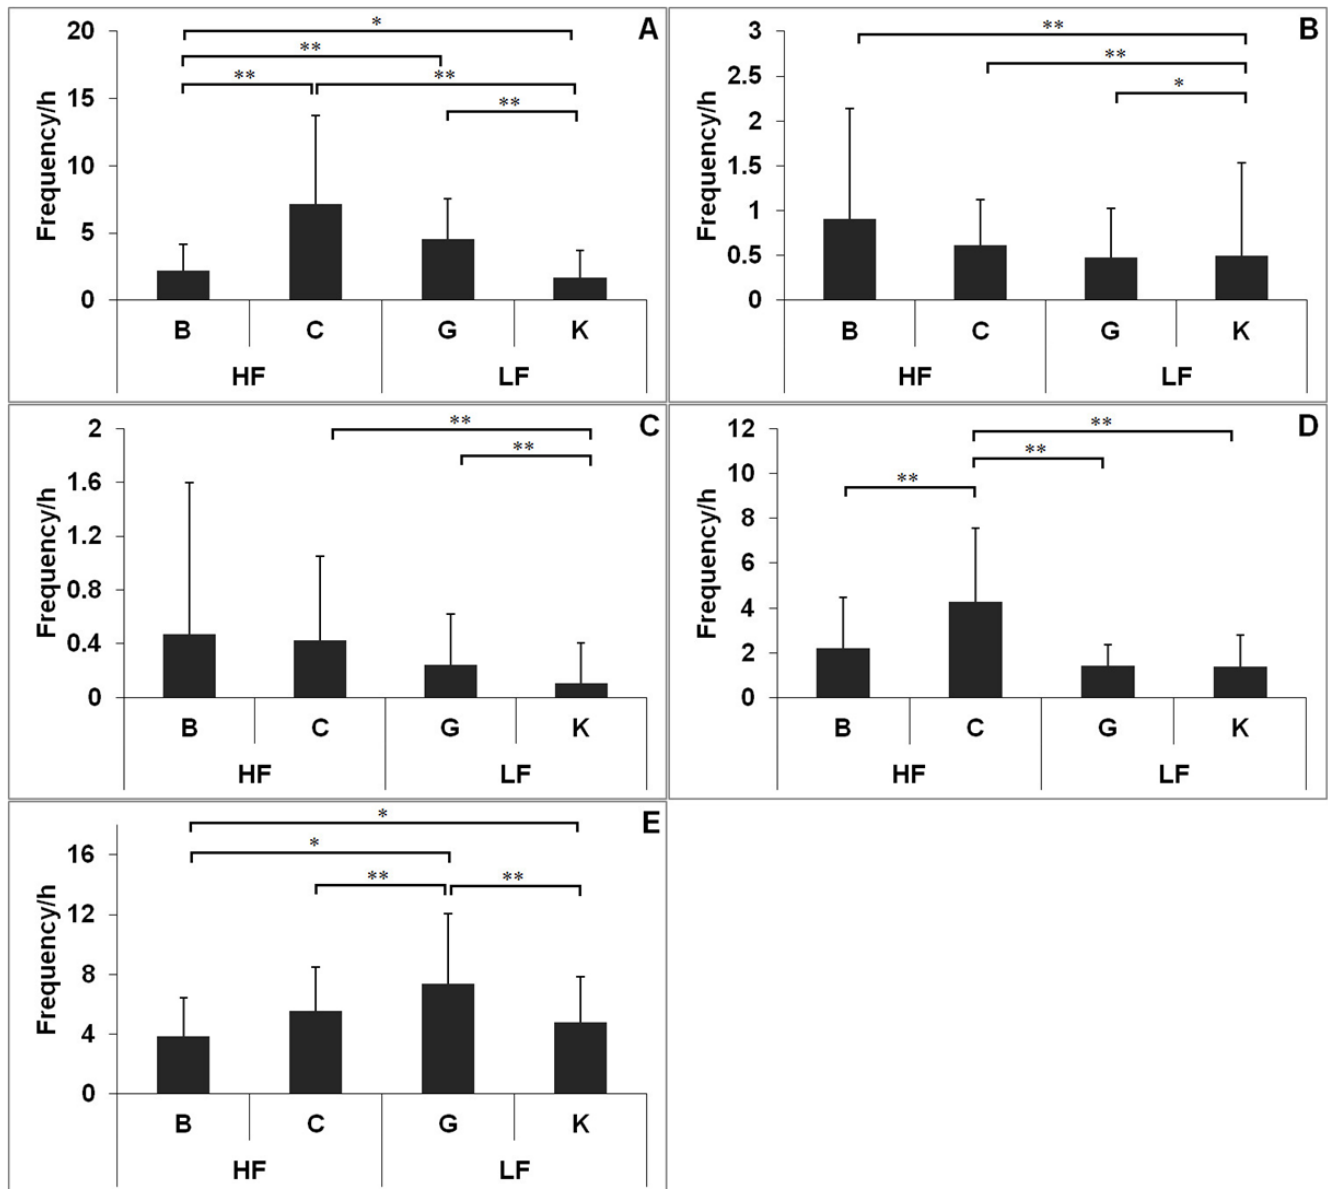 A
Frequency/h
20
15
10
5
0
*
**
** **
**
B C G K
HF LF
B
Frequency/h
3
2.5
2
1.5
1
0.5
0
**
**
*
B C G K
HF LF
C
Frequency/h
2
1.6
1.2
0.8
0.4
0
**
**
B C G K
HF LF
D
Frequency/h
12
10
8
6
4
2
0
**
**
**
B C G K
HF LF
E
Frequency/h
16
12
8
4
0
*
*
** **
B C G K
HF LF